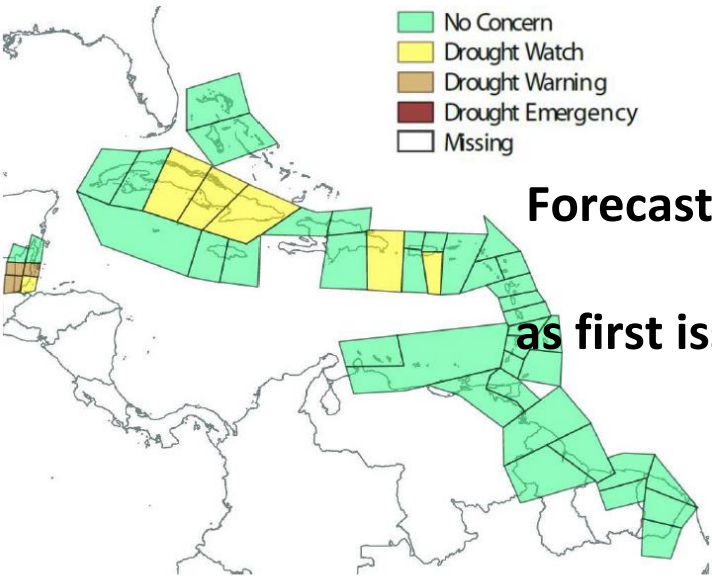 No Concern
Drought Watch
Drought Warning
Drought Emergency
Missing
Forecast
as first is